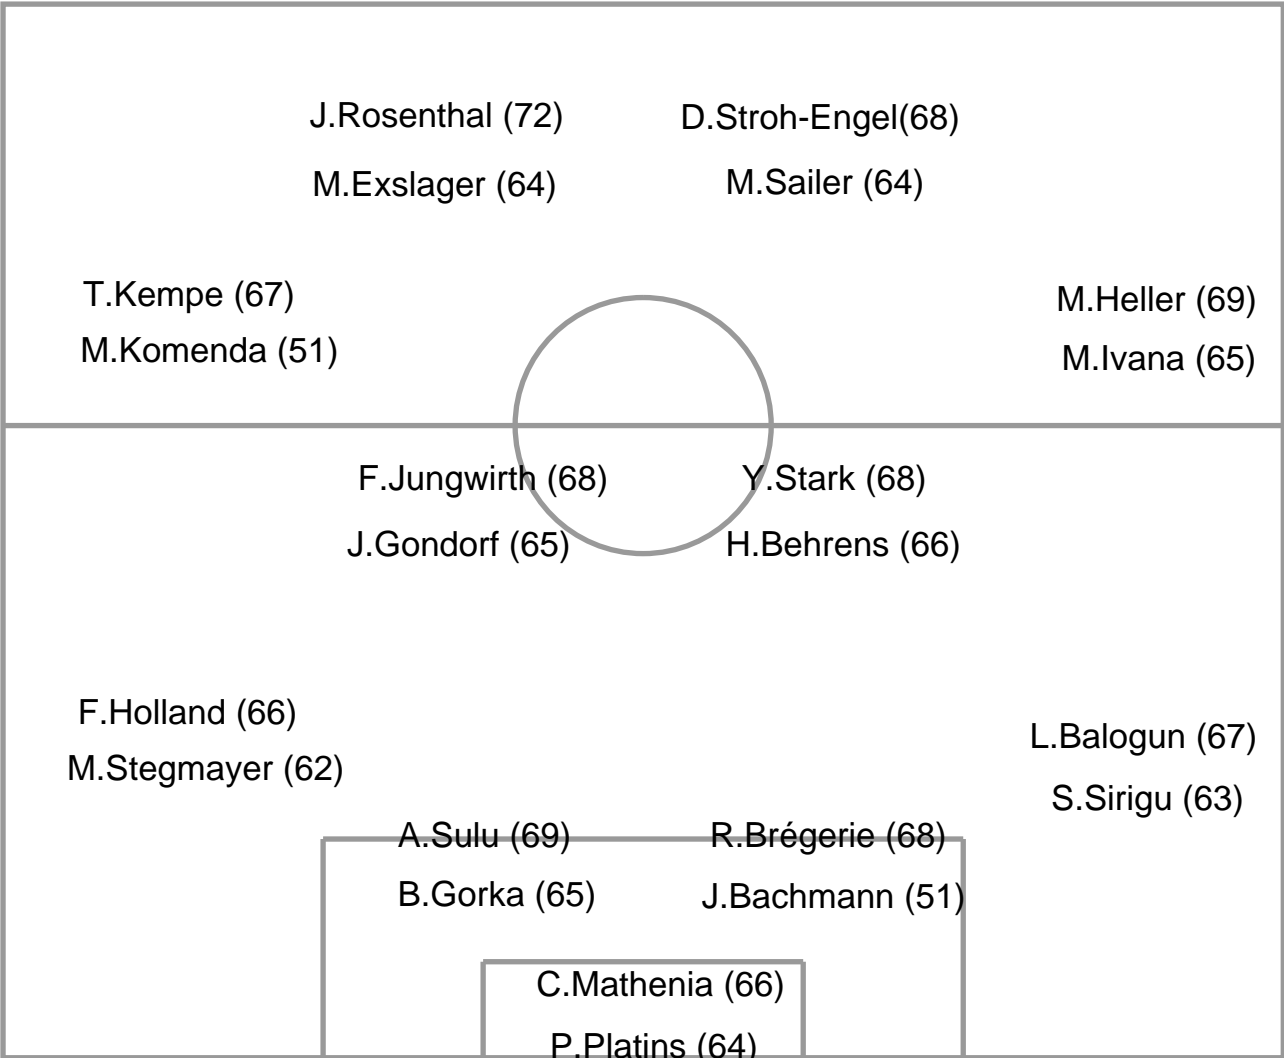 J.Rosenthal (72)
D.Stroh-Engel(68)
M.Exslager (64)
M.Sailer (64)
T.Kempe (67)
M.Heller (69)
M.Komenda (51)
M.Ivana (65)
F.Jungwirth (68)
Y.Stark (68)
J.Gondorf (65)
H.Behrens (66)
F.Holland (66)
L.Balogun (67)
M.Stegmayer (62)
S.Sirigu (63)
A.Sulu (69)
R.Brégerie (68)
B.Gorka (65)
J.Bachmann (51)
C.Mathenia (66)
P.Platins (64)